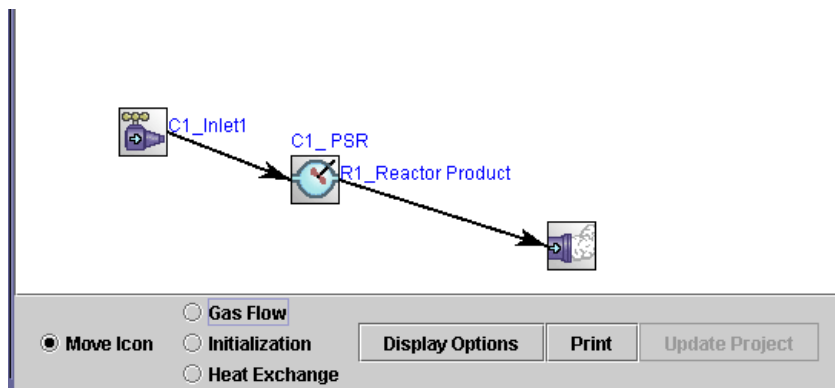 C1_Inlet1
C1_ PSR
R1_Reactor Product
Gas Flow
Move Icon
Initialization
Display Options
Print
Update Project
Heat Exchange